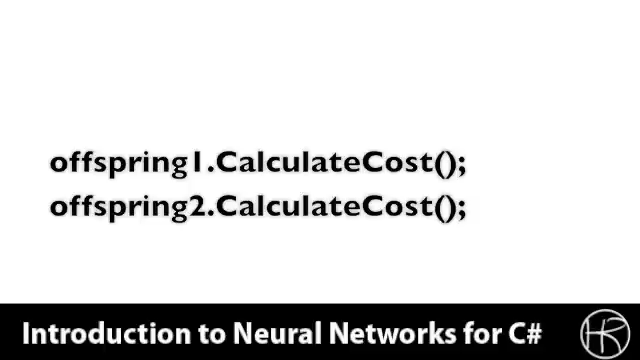 offspring1.CalculateCost();
offspring2.CalculateCost();
Introduction to Neural Networks for C#